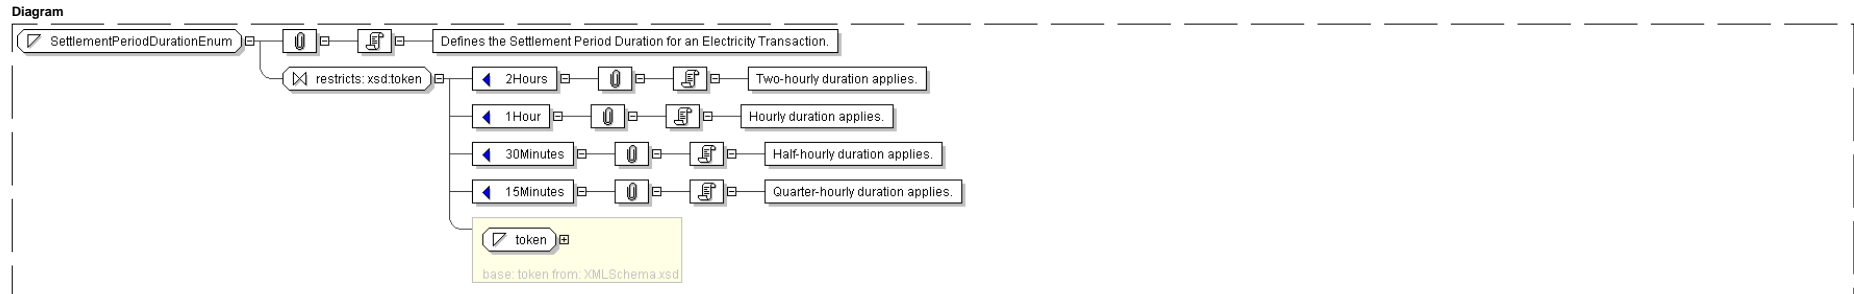 Diagram
SettlementPeriodDurationEnum Defines the Settlement Period Duration for an Electricity Transaction.
restricts: xsd:token 2Hours Two-hourly duration applies.
1Hour Hourly duration applies.
30Minutes Half-hourly duration applies.
15Minutes Quarter-hourly duration applies.
token
base: token from: XMLSchema.xsd